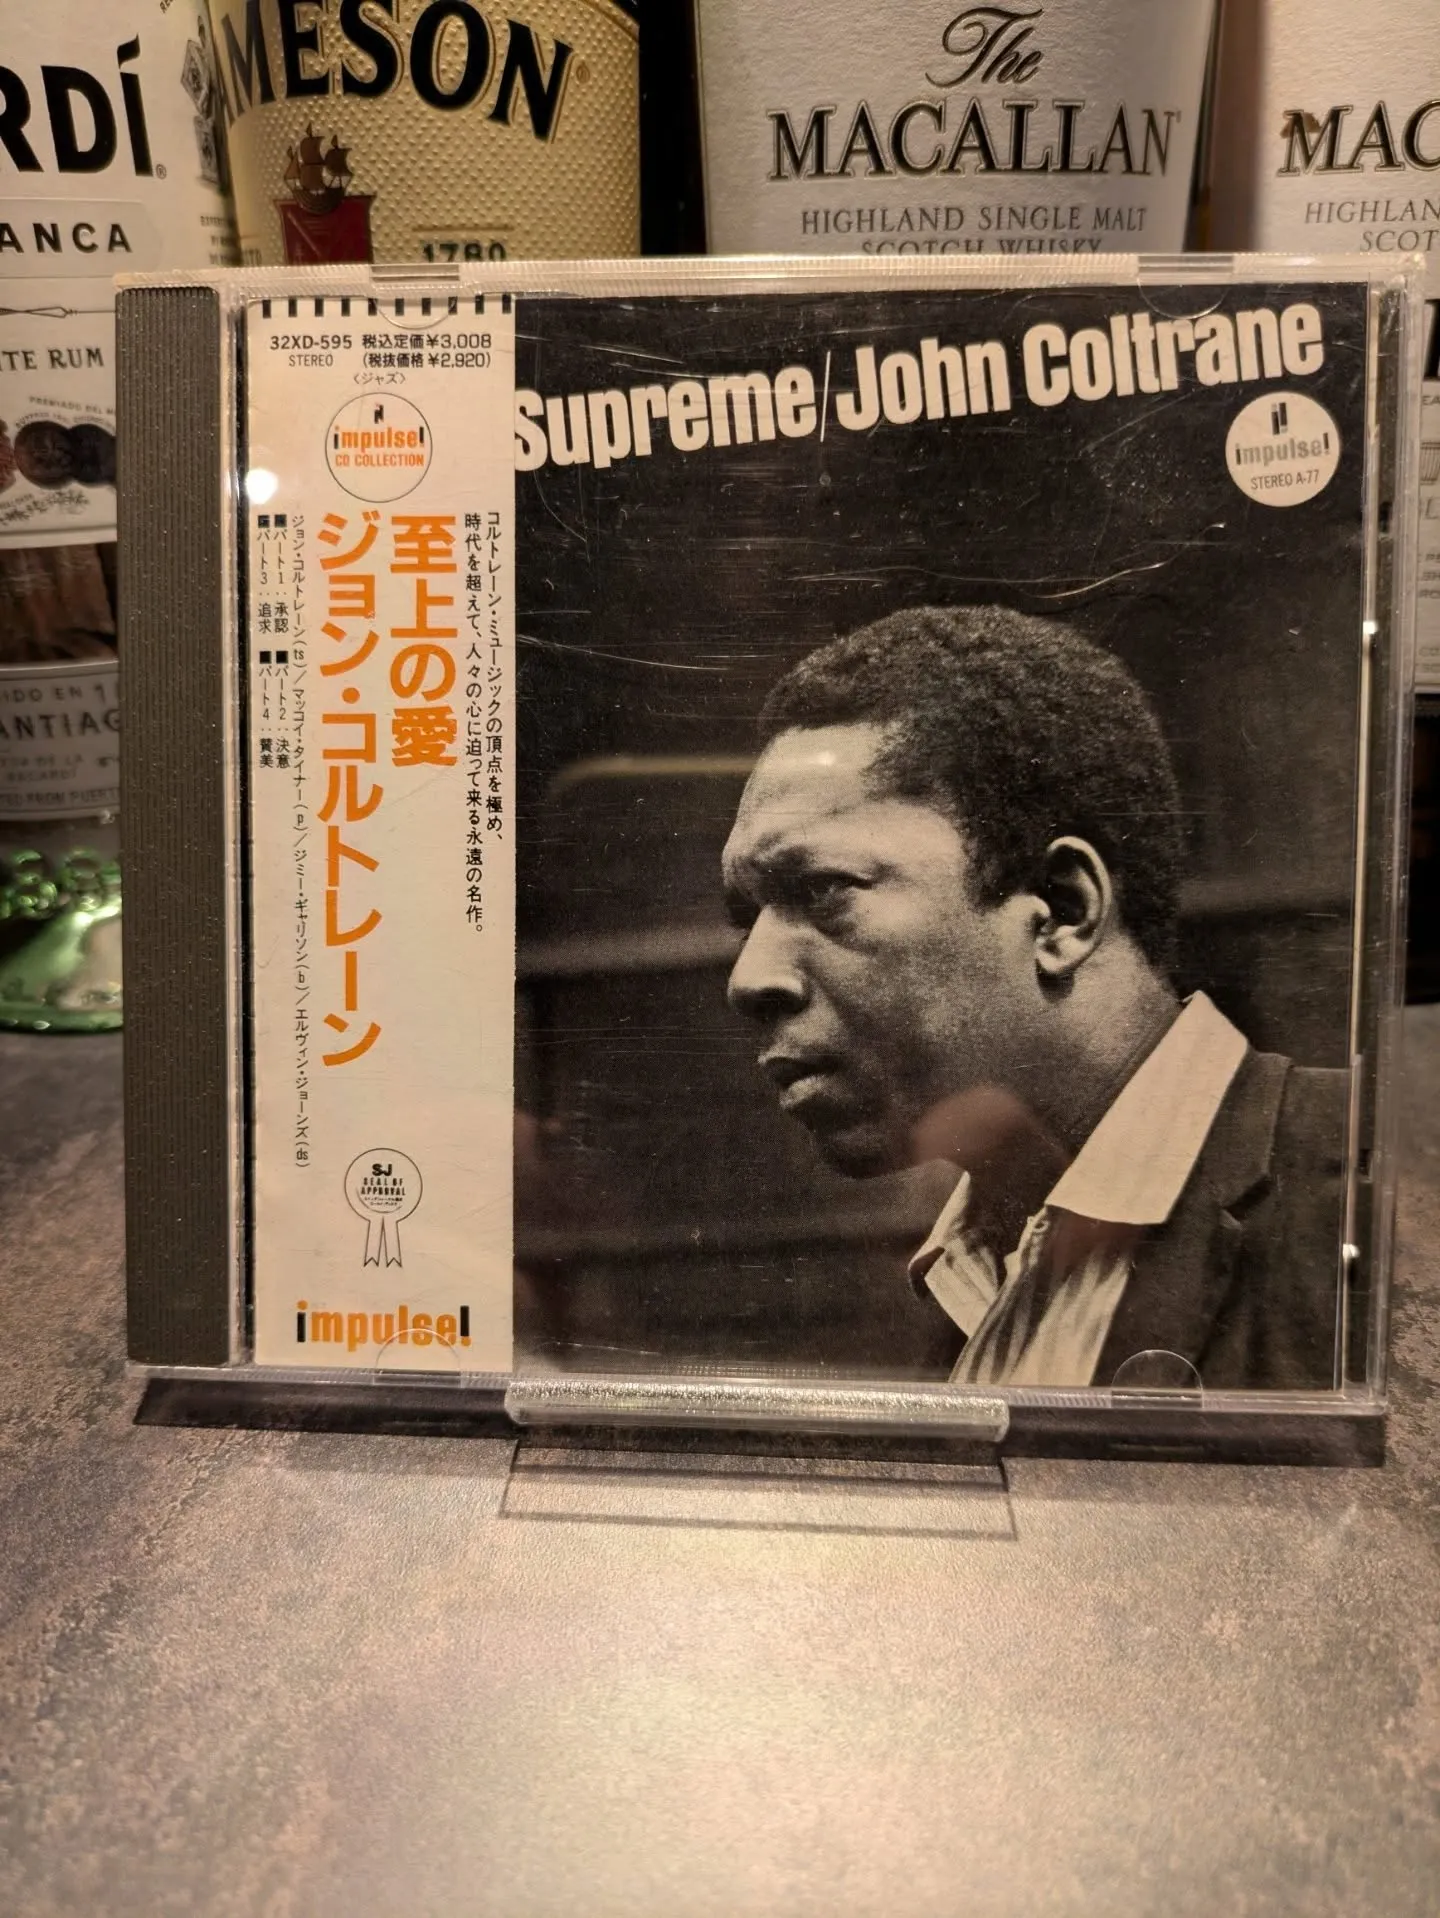 RDÍ
ANCA
TE RUM
PREMIADO DEL M
IDO EN
ANTIAG
BACARDÍ
JAMESON
1780
The
MACALLAN
HIGHLAND SINGLE MALT
SCOTCH WHISKY
MAC
HIGHLAN
SCOT
32XD-595 税込定価¥3,008
STEREO (税抜価格 ¥2,920)
〈ジャズ〉
impulse!
CD COLLECTION
コルトレーン・ミュージックの頂点を極め、
時代を超えて、人々の心に迫って来る永遠の名作。
至上の愛
ジョン・コルトレーン
ジョン・コルトレーン(ts)／マッコイ・タイナー(p)／ジミー・ギャリソン(b)／エルヴィン・ジョーンズ(ds)
■パート1：承認 ■パート2：決意
■パート3：追求 ■パート4：賛美
SJ
SEAL OF
APPROVAL
impulse!
Supreme/John Coltrane
impulse!
STEREO A-77